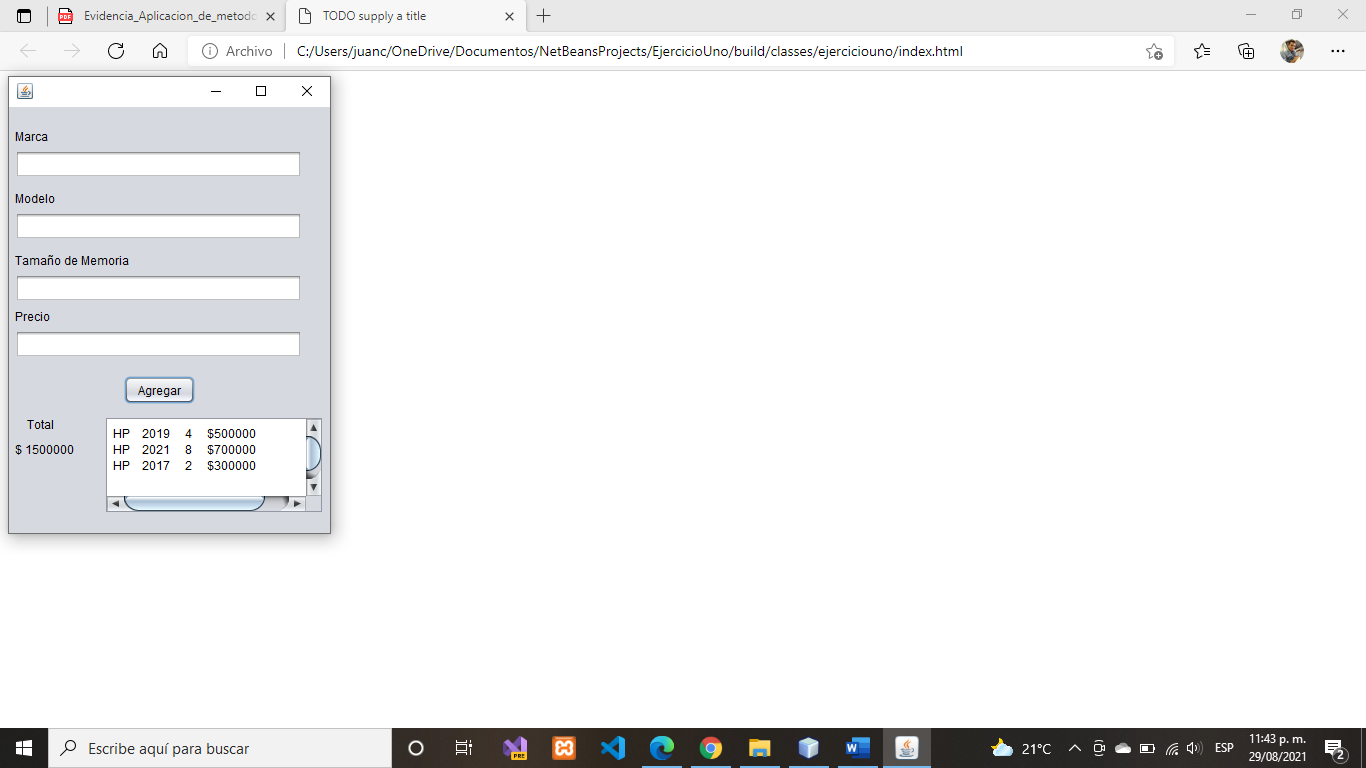 Evidencia_Aplicacion_de_metodo
TODO supply a title
Archivo
C:/Users/juanc/OneDrive/Documentos/NetBeansProjects/EjercicioUno/build/classes/ejerciciouno/index.html
Marca
Modelo
Tamaño de Memoria
Precio
Agregar
Total
$ 1500000
HP 2019 4 $500000
HP 2021 8 $700000
HP 2017 2 $300000
Escribe aquí para buscar
PRE
21°C
ESP
11:43 p. m.
29/08/2021
2